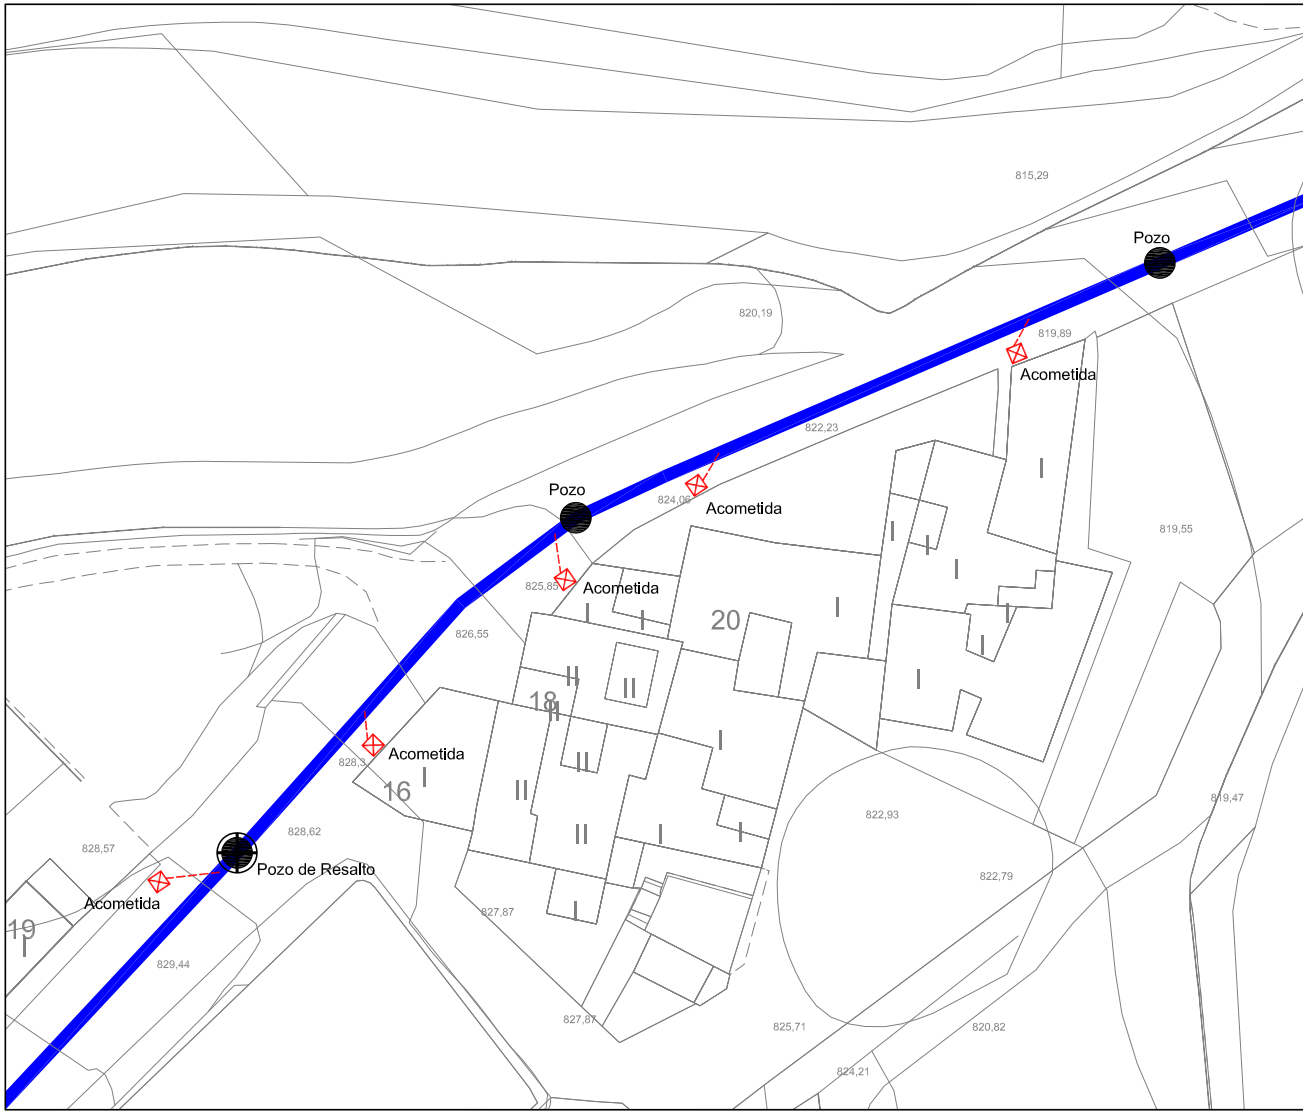 815,29
Pozo
820,19
819,89
Acometida
822,23
I
Pozo
824,06
Acometida
819,55
I
I
I
825,85
Acometida
I
I
20
I
I
826,55
I
II
II
I
18
II
I
828,3
Acometida
II
I
16
II
819,47
822,93
828,62
II
I
I
828,57
Pozo de Resalto
822,79
Acometida
827,87
I
19
I
829,44
827,87
825,71
820,82
824,21